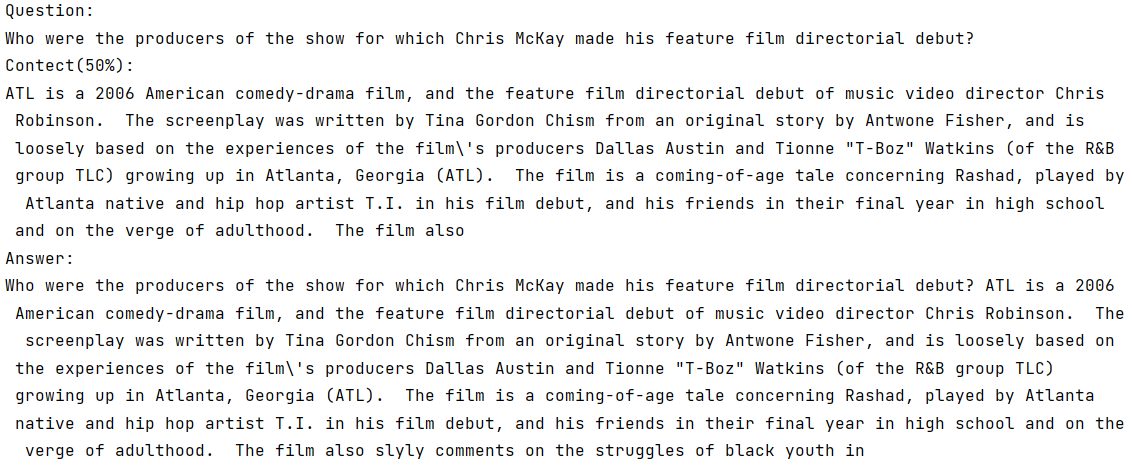 Question:
Who were the producers of the show for which Chris McKay made his feature film directorial debut?
Contect(50%):
ATL is a 2006 American comedy-drama film, and the feature film directorial debut of music video director Chris
Robinson.  The screenplay was written by Tina Gordon Chism from an original story by Antwone Fisher, and is
loosely based on the experiences of the film\'s producers Dallas Austin and Tionne "T-Boz" Watkins (of the R&B
group TLC) growing up in Atlanta, Georgia (ATL).  The film is a coming-of-age tale concerning Rashad, played by
Atlanta native and hip hop artist T.I. in his film debut, and his friends in their final year in high school
and on the verge of adulthood.  The film also
Answer:
Who were the producers of the show for which Chris McKay made his feature film directorial debut? ATL is a 2006
American comedy-drama film, and the feature film directorial debut of music video director Chris Robinson.  The
screenplay was written by Tina Gordon Chism from an original story by Antwone Fisher, and is loosely based on
the experiences of the film\'s producers Dallas Austin and Tionne "T-Boz" Watkins (of the R&B group TLC)
growing up in Atlanta, Georgia (ATL).  The film is a coming-of-age tale concerning Rashad, played by Atlanta
native and hip hop artist T.I. in his film debut, and his friends in their final year in high school and on the
verge of adulthood.  The film also slyly comments on the struggles of black youth in